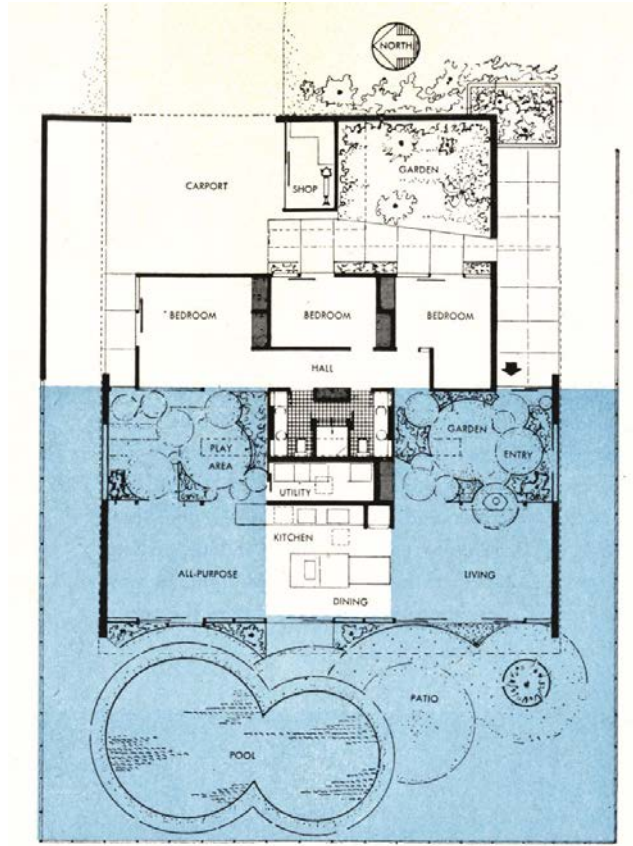 NORTH
CARPORT
SHOP
GARDEN
BEDROOM
BEDROOM
BEDROOM
HALL
PLAY
AREA
GARDEN
ENTRY
UTILITY
KITCHEN
ALL-PURPOSE
LIVING
DINING
PATIO
POOL